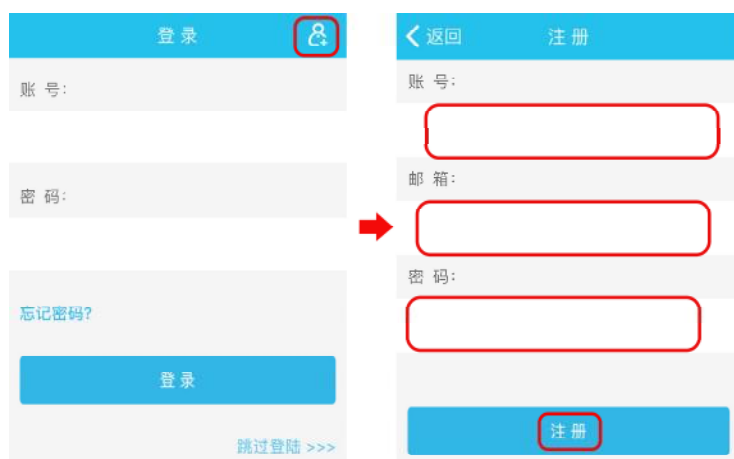 登录
账 号:
密 码:
忘记密码?
登录
跳过登陆 >>>
返回
注册
账 号:
邮 箱:
密 码:
注册